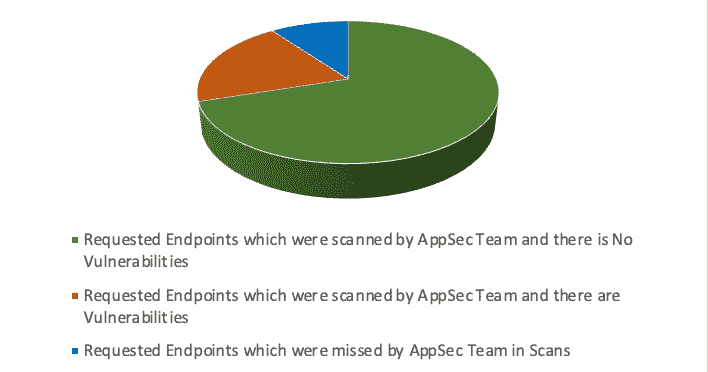 Requested Endpoints which were scanned by AppSec Team and there is No
Vulnerabilities
Requested Endpoints which were scanned by AppSec Team and there are
Vulnerabilities
Requested Endpoints which were missed by AppSec Team in Scans